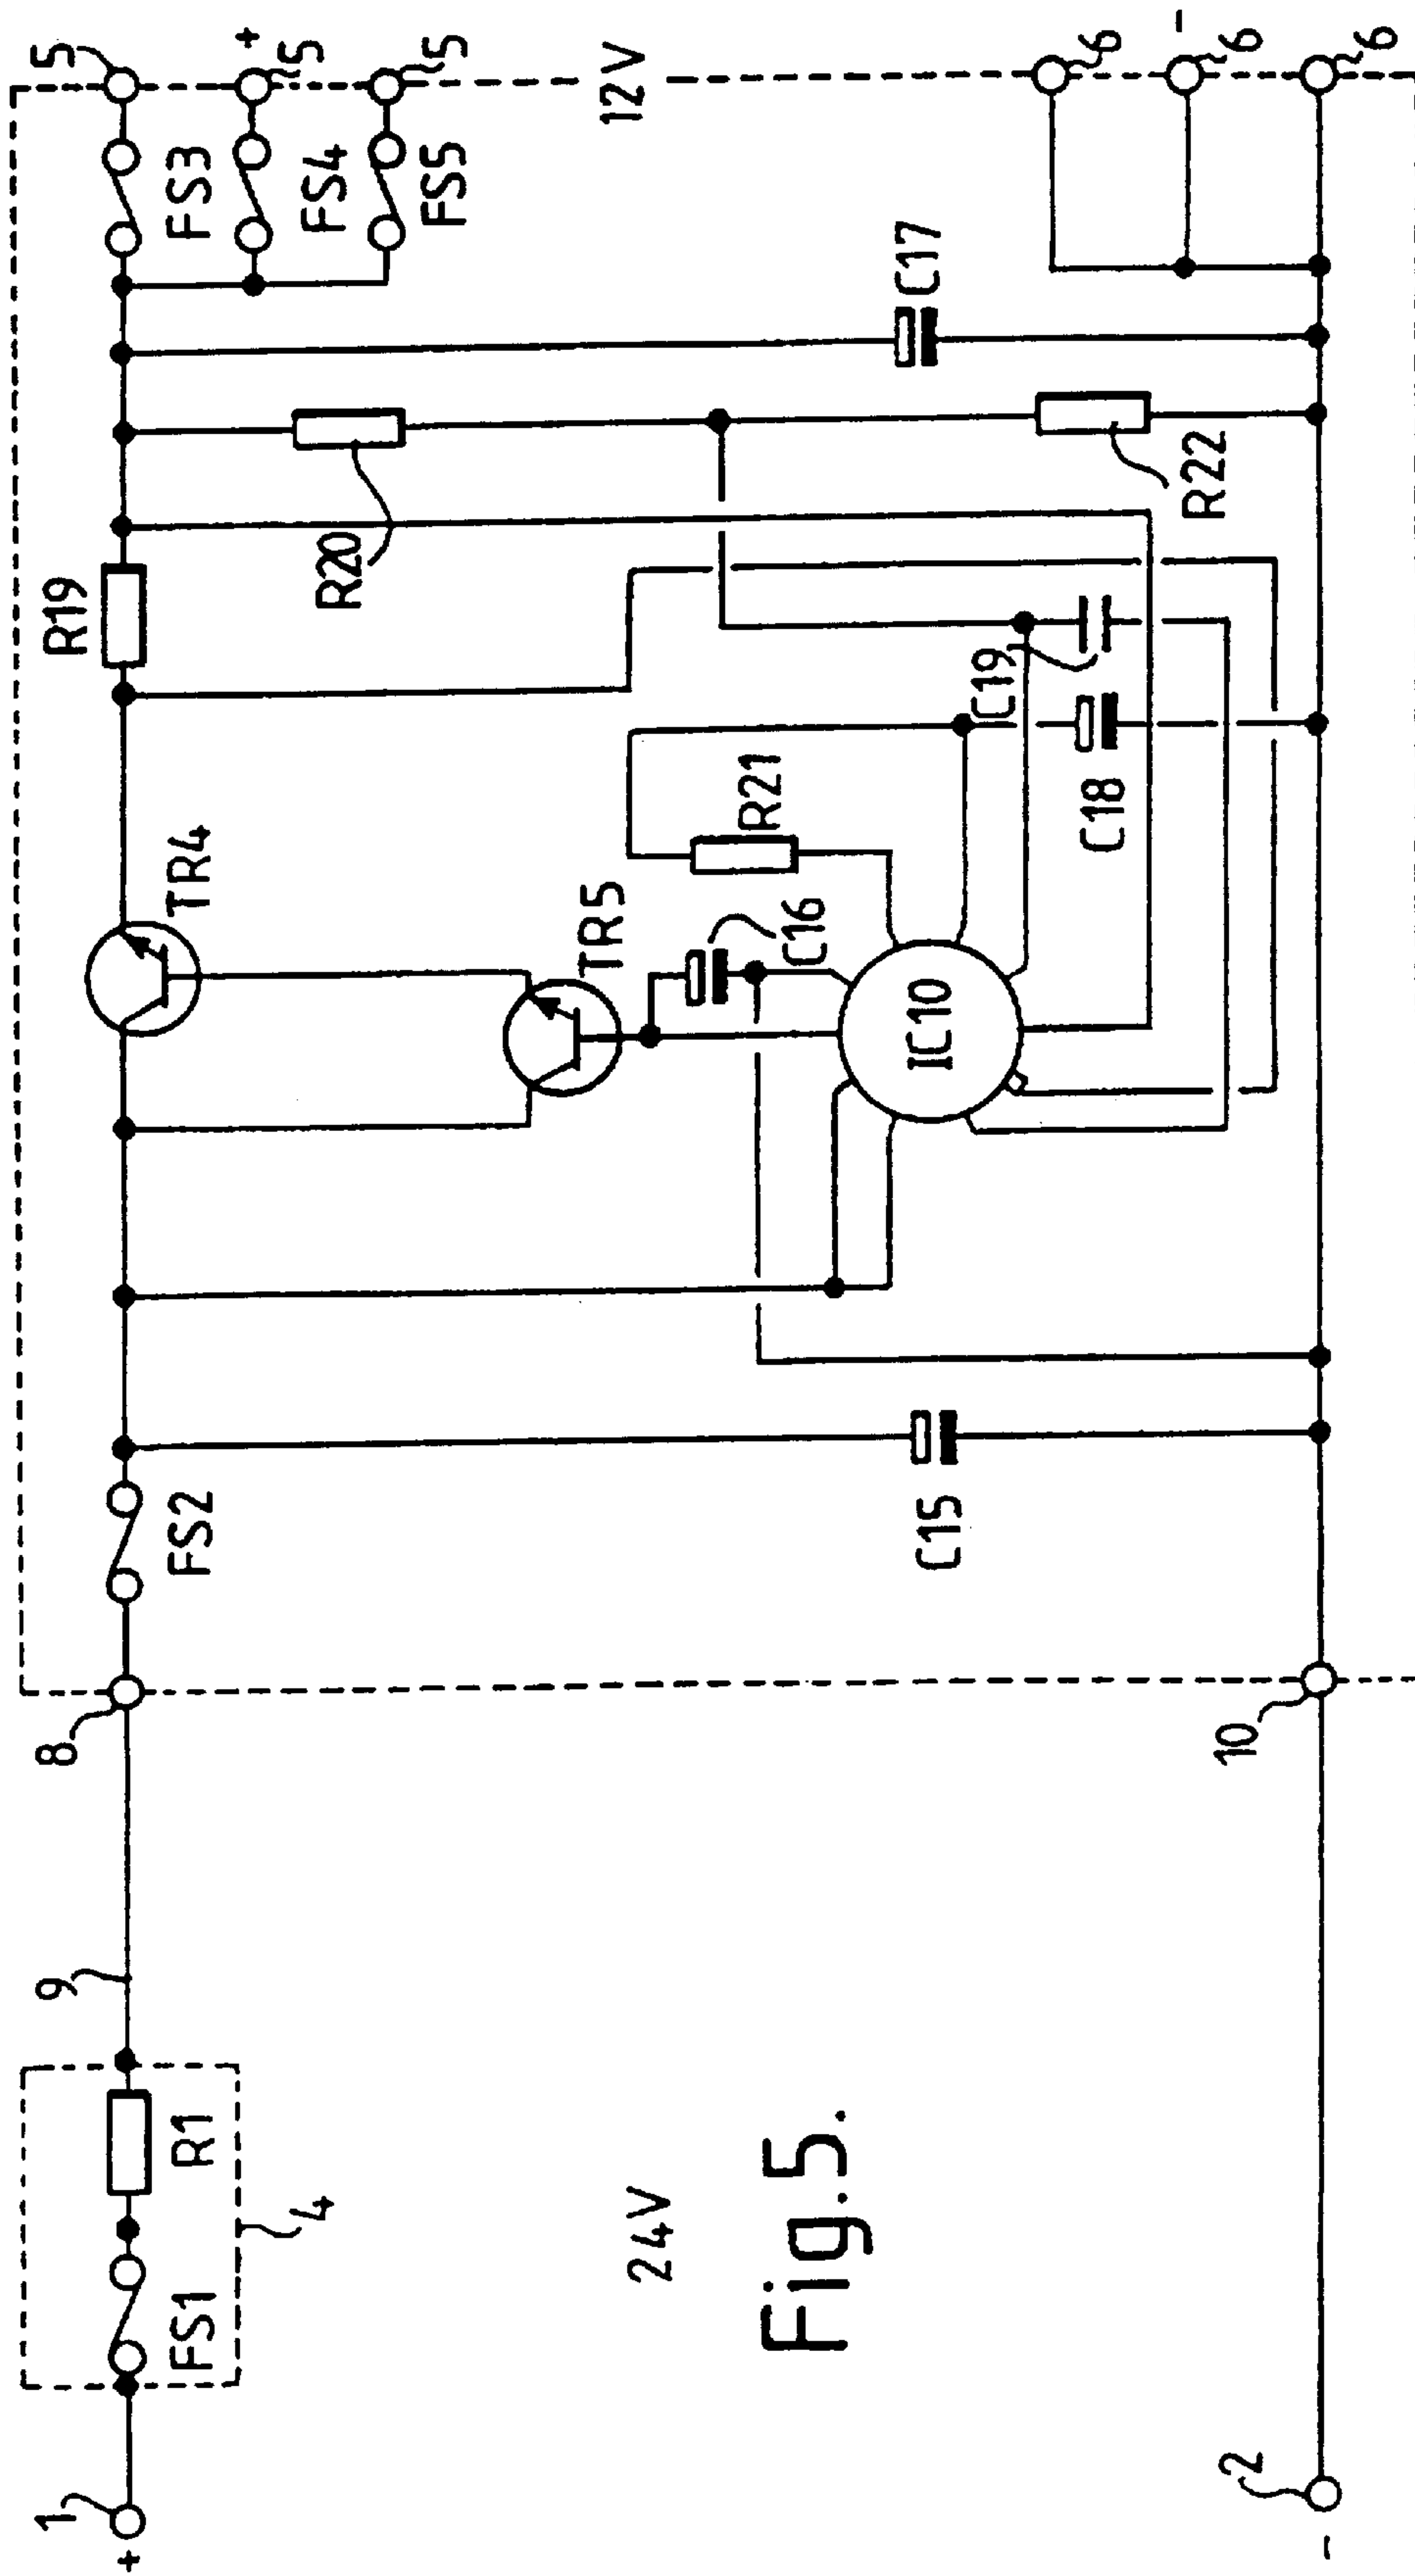 1
+
FS1
R1
4
9
8
FS2
TR4
R19
FS3
5
FS4
+
5
FS5
5
R20
TR5
12V
24V
C16
R21
Fig.5.
IC10
C15
C17
C19
C18
R22
6
-
6
6
10
2
-